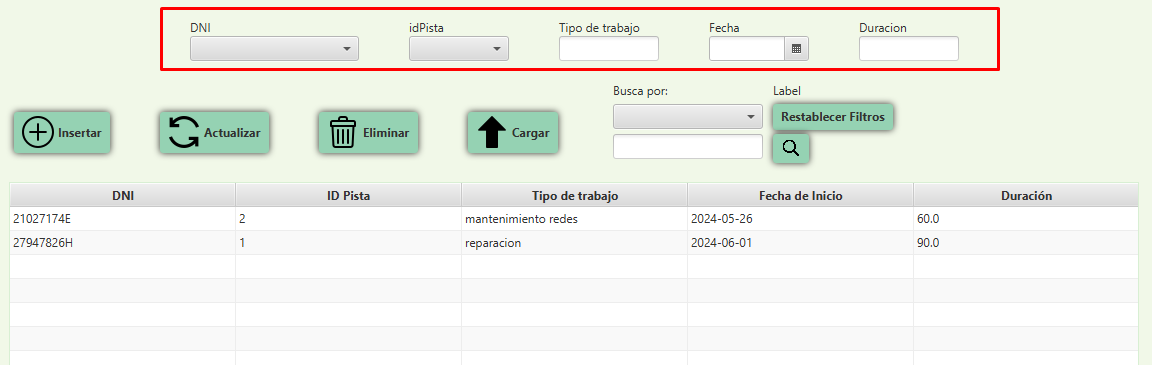 DNI idPista Tipo de trabajo Fecha Duracion
Busca por: Label
Insertar Actualizar Eliminar Cargar Restablecer Filtros
DNI ID Pista Tipo de trabajo Fecha de Inicio Duración
21027174E 2 mantenimiento redes 2024-05-26 60.0
27947826H 1 reparacion 2024-06-01 90.0